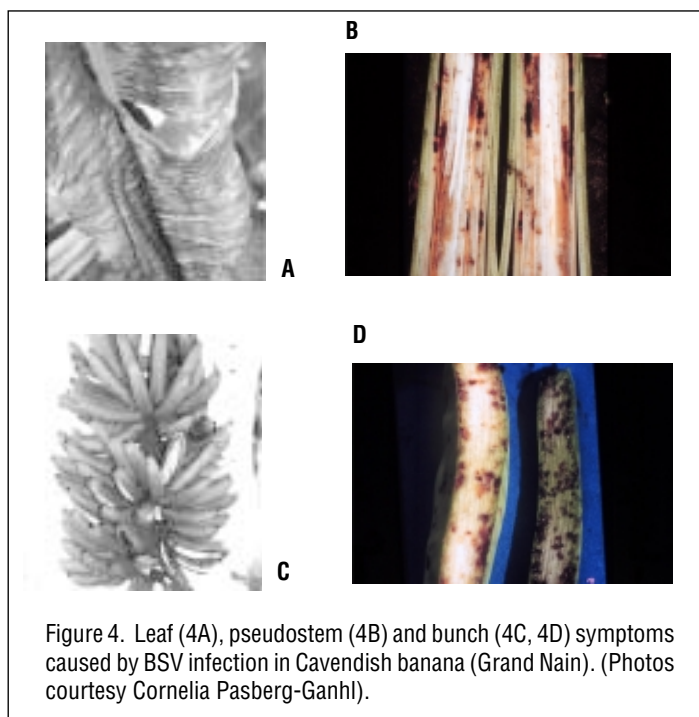 B
A
D
C
Figure 4. Leaf (4A), pseudostem (4B) and bunch (4C, 4D) symptoms
caused by BSV infection in Cavendish banana (Grand Nain). (Photos
courtesy Cornelia Pasberg-Ganhl).